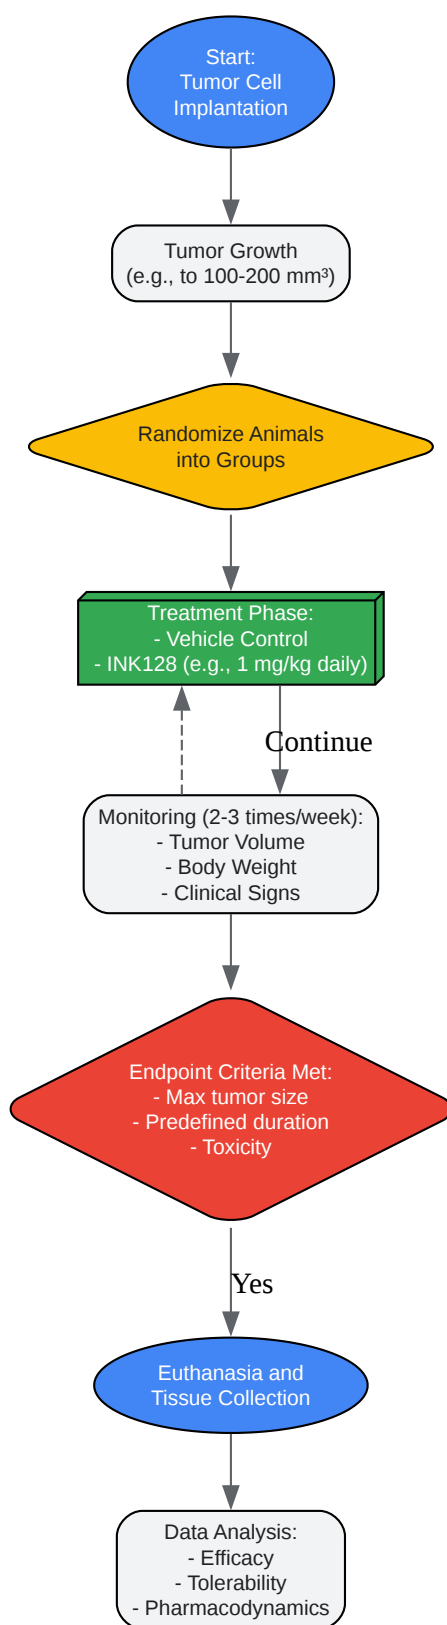 Start:
Tumor Cell
Implantation
Tumor Growth
(e.g., to 100-200 mm³)
Randomize Animals
into Groups
Treatment Phase:
- Vehicle Control
- INK128 (e.g., 1 mg/kg daily)
Continue
Monitoring (2-3 times/week):
- Tumor Volume
- Body Weight
- Clinical Signs
Endpoint Criteria Met:
- Max tumor size
- Predefined duration
- Toxicity
Yes
Euthanasia and
Tissue Collection
Data Analysis:
- Efficacy
- Tolerability
- Pharmacodynamics